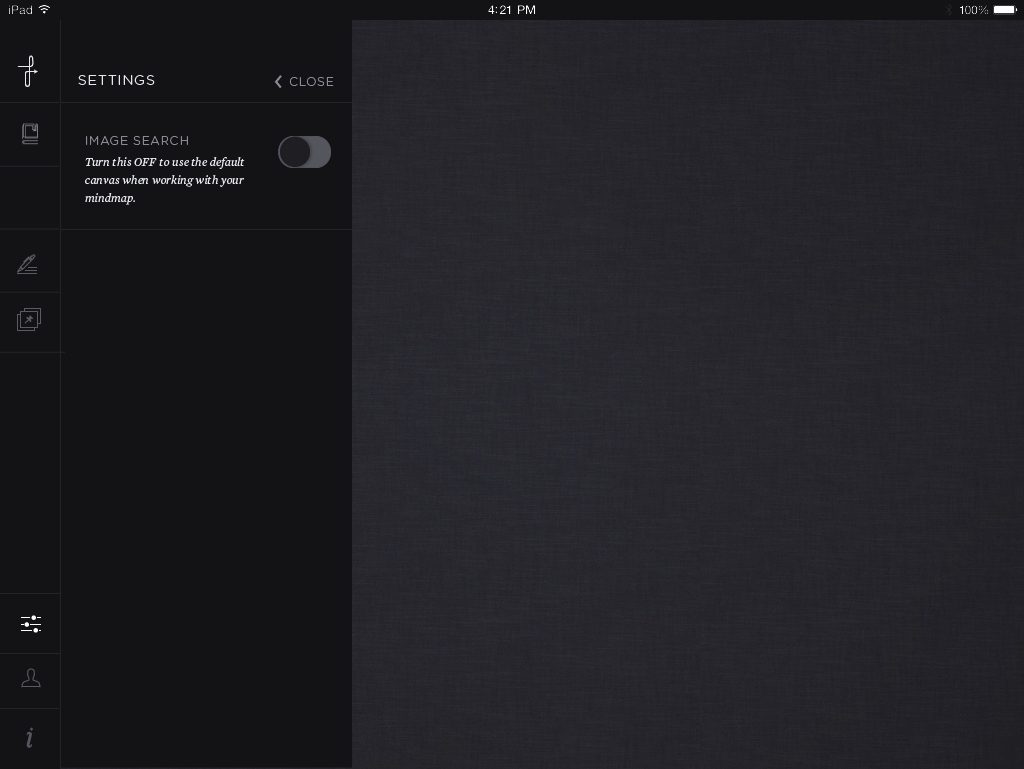 iPad 4:21 PM 100%
SETTINGS CLOSE
IMAGE SEARCH
Turn this OFF to use the default
canvas when working with your
mindmap.
i